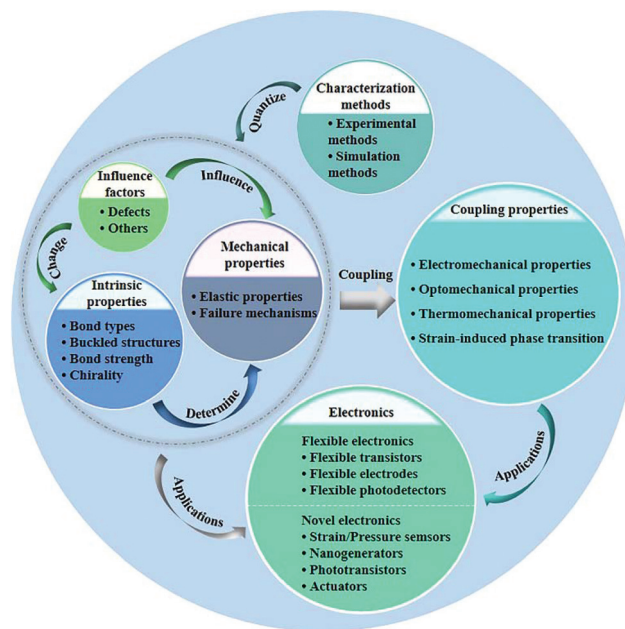 Characterization
methods
• Experimental
methods
• Simulation
methods
Quantize
Influence
factors
• Defects
• Others
Influence
Change
Mechanical
properties
• Elastic properties
• Failure mechanisms
Intrinsic
properties
• Bond types
• Buckled structures
• Bond strength
• Chirality
Determine
Coupling
Coupling properties
• Electromechanical properties
• Optomechanical properties
• Thermomechanical properties
• Strain-induced phase transition
Applications
Applications
Electronics
Flexible electronics
• Flexible transistors
• Flexible electrodes
• Flexible photodetectors
Novel electronics
• Strain/Pressure semsors
• Nanogenerators
• Phototransistors
• Actuators